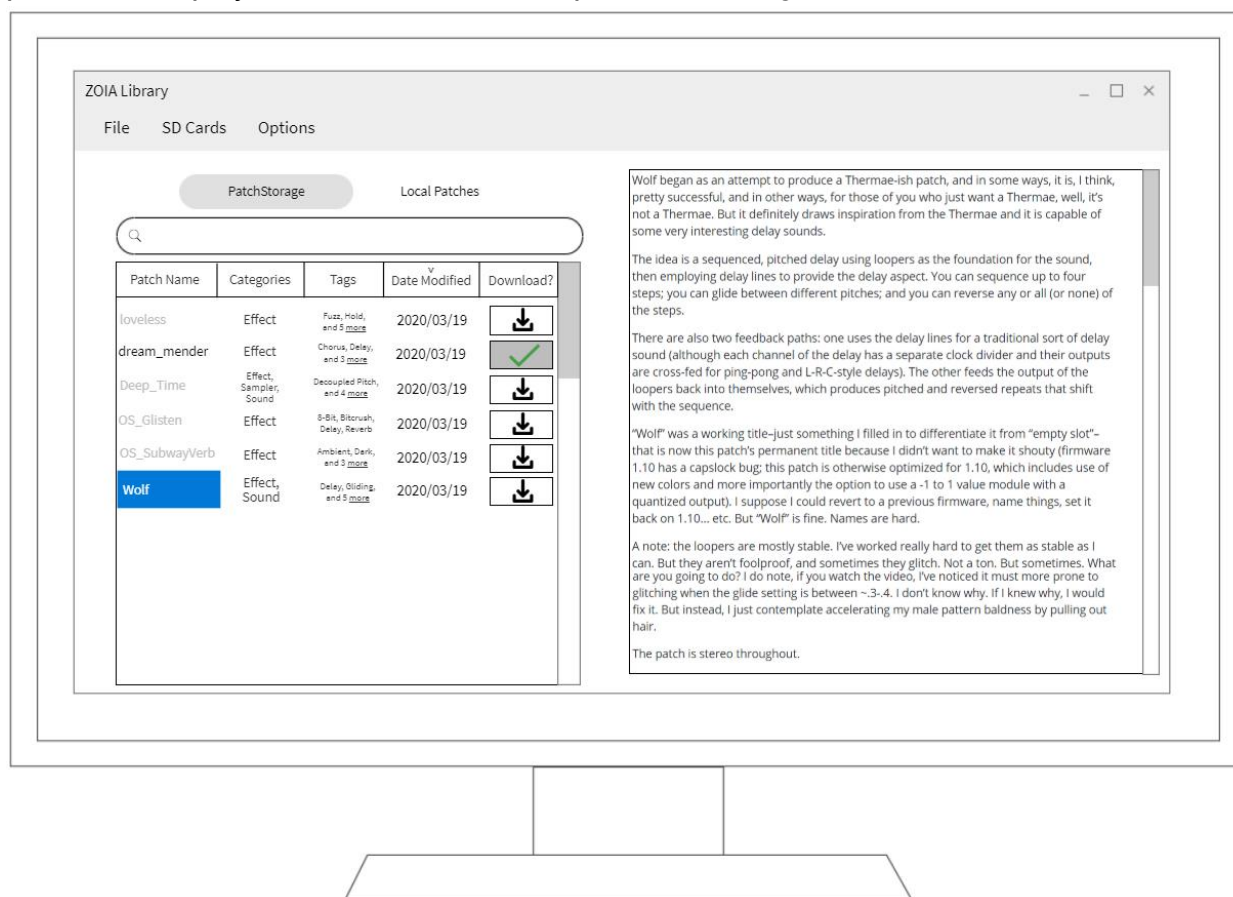 ZOIA Library
File SD Cards Options
PatchStorage Local Patches
Patch Name Categories Tags Date Modified Download?
loveless Effect Fuzz, Hold, and 5 more 2020/03/19
dream_mender Effect Chorus, Delay, and 3 more 2020/03/19
Deep_Time Effect, Sampler, Sound Decoupled Pitch, and 4 more 2020/03/19
OS_Glisten Effect 8-Bit, Bitcrush, Delay, Reverb 2020/03/19
OS_SubwayVerb Effect Ambient, Dark, and 3 more 2020/03/19
Wolf Effect, Sound Delay, Gliding, and 5 more 2020/03/19
Wolf began as an attempt to produce a Thermae-ish patch, and in some ways, it is, I think,
pretty successful, and in other ways, for those of you who just want a Thermae, well, it's
not a Thermae. But it definitely draws inspiration from the Thermae and it is capable of
some very interesting delay sounds.
The idea is a sequenced, pitched delay using loopers as the foundation for the sound,
then employing delay lines to provide the delay aspect. You can sequence up to four
steps; you can glide between different pitches; and you can reverse any or all (or none) of
the steps.
There are also two feedback paths: one uses the delay lines for a traditional sort of delay
sound (although each channel of the delay has a separate clock divider and their outputs
are cross-fed for ping-pong and L-R-C-style delays). The other feeds the output of the
loopers back into themselves, which produces pitched and reversed repeats that shift
with the sequence.
"Wolf" was a working title–just something I filled in to differentiate it from "empty slot"–
that is now this patch's permanent title because I didn't want to make it shouty (firmware
1.10 has a capslock bug; this patch is otherwise optimized for 1.10, which includes use of
new colors and more importantly the option to use a -1 to 1 value module with a
quantized output). I suppose I could revert to a previous firmware, name things, set it
back on 1.10... etc. But "Wolf" is fine. Names are hard.
A note: the loopers are mostly stable. I've worked really hard to get them as stable as I
can. But they aren't foolproof, and sometimes they glitch. Not a ton. But sometimes. What
are you going to do? I do note, if you watch the video, I've noticed it must more prone to
glitching when the glide setting is between ~.3-.4. I don't know why. If I knew why, I would
fix it. But instead, I just contemplate accelerating my male pattern baldness by pulling out
hair.
The patch is stereo throughout.